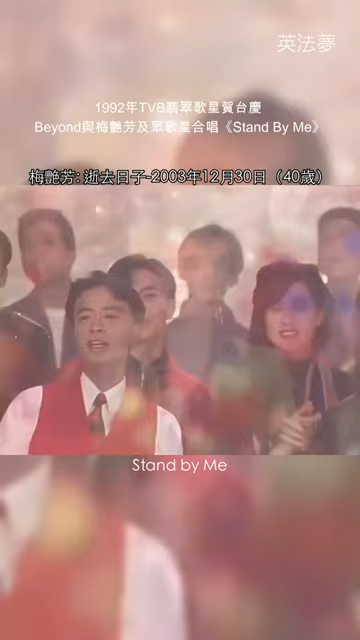 英法夢
1992年TVB翡翠歌星賀台慶
Beyond與梅艷芳及眾歌星合唱《Stand By Me》
梅艷芳: 逝去日子-2003年12月30日（40歲）
Stand by Me